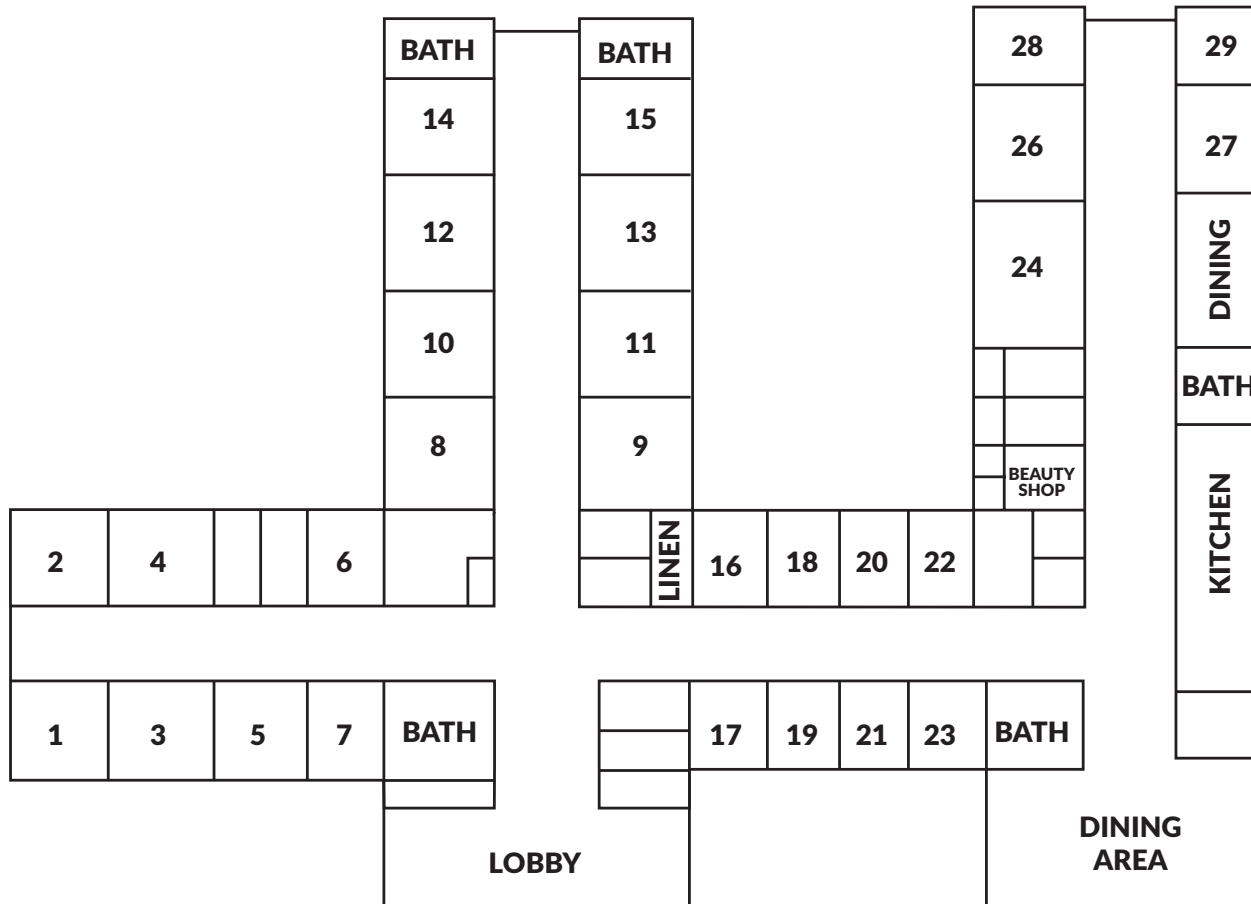 BATH
BATH
28
29
14
15
26
27
12
13
24
DINING
10
11
BATH
8
9
BEAUTY
SHOP
KITCHEN
2
4
6
LINEN
16
18
20
22
1
3
5
7
BATH
17
19
21
23
BATH
LOBBY
DINING
AREA